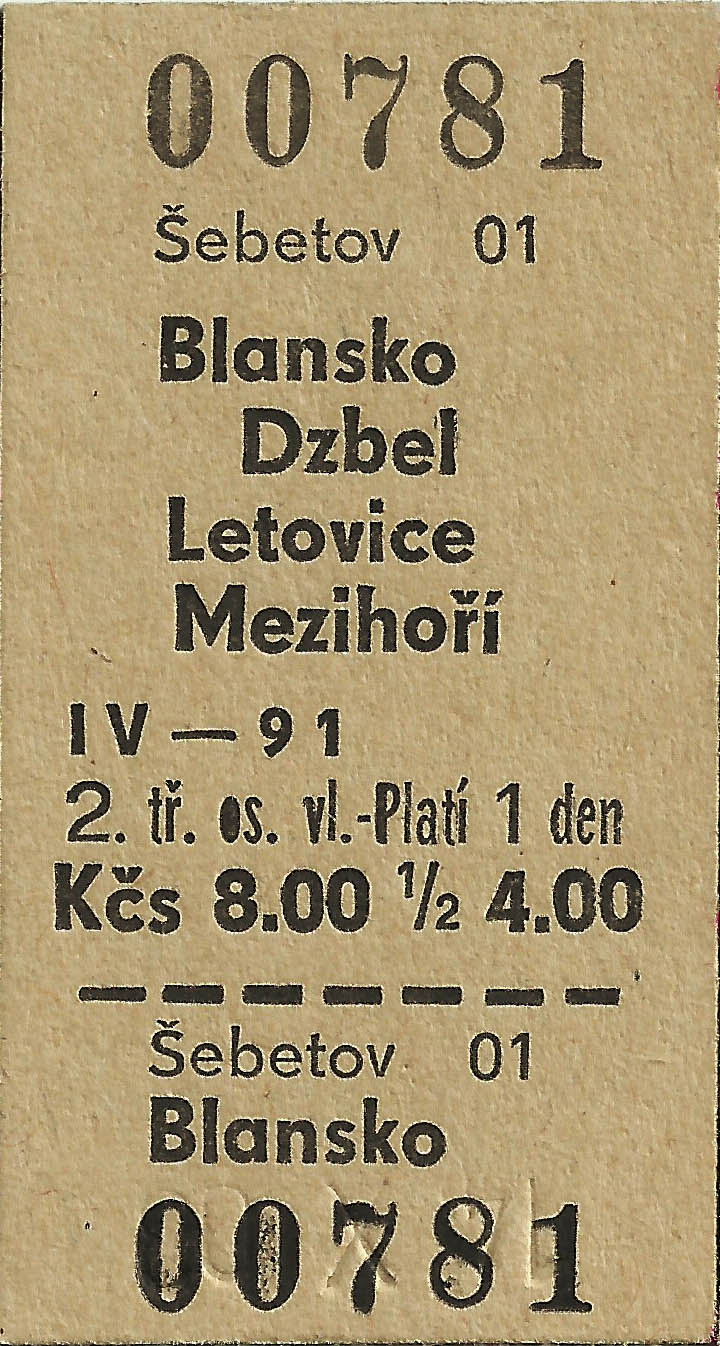 00781
Šebetov 01
Blansko
Dzbel
Letovice
Mezihoří
IV — 91
2. tř. os. vl.-Platí 1 den
Kčs 8.00 ½ 4.00
Šebetov 01
Blansko
00781